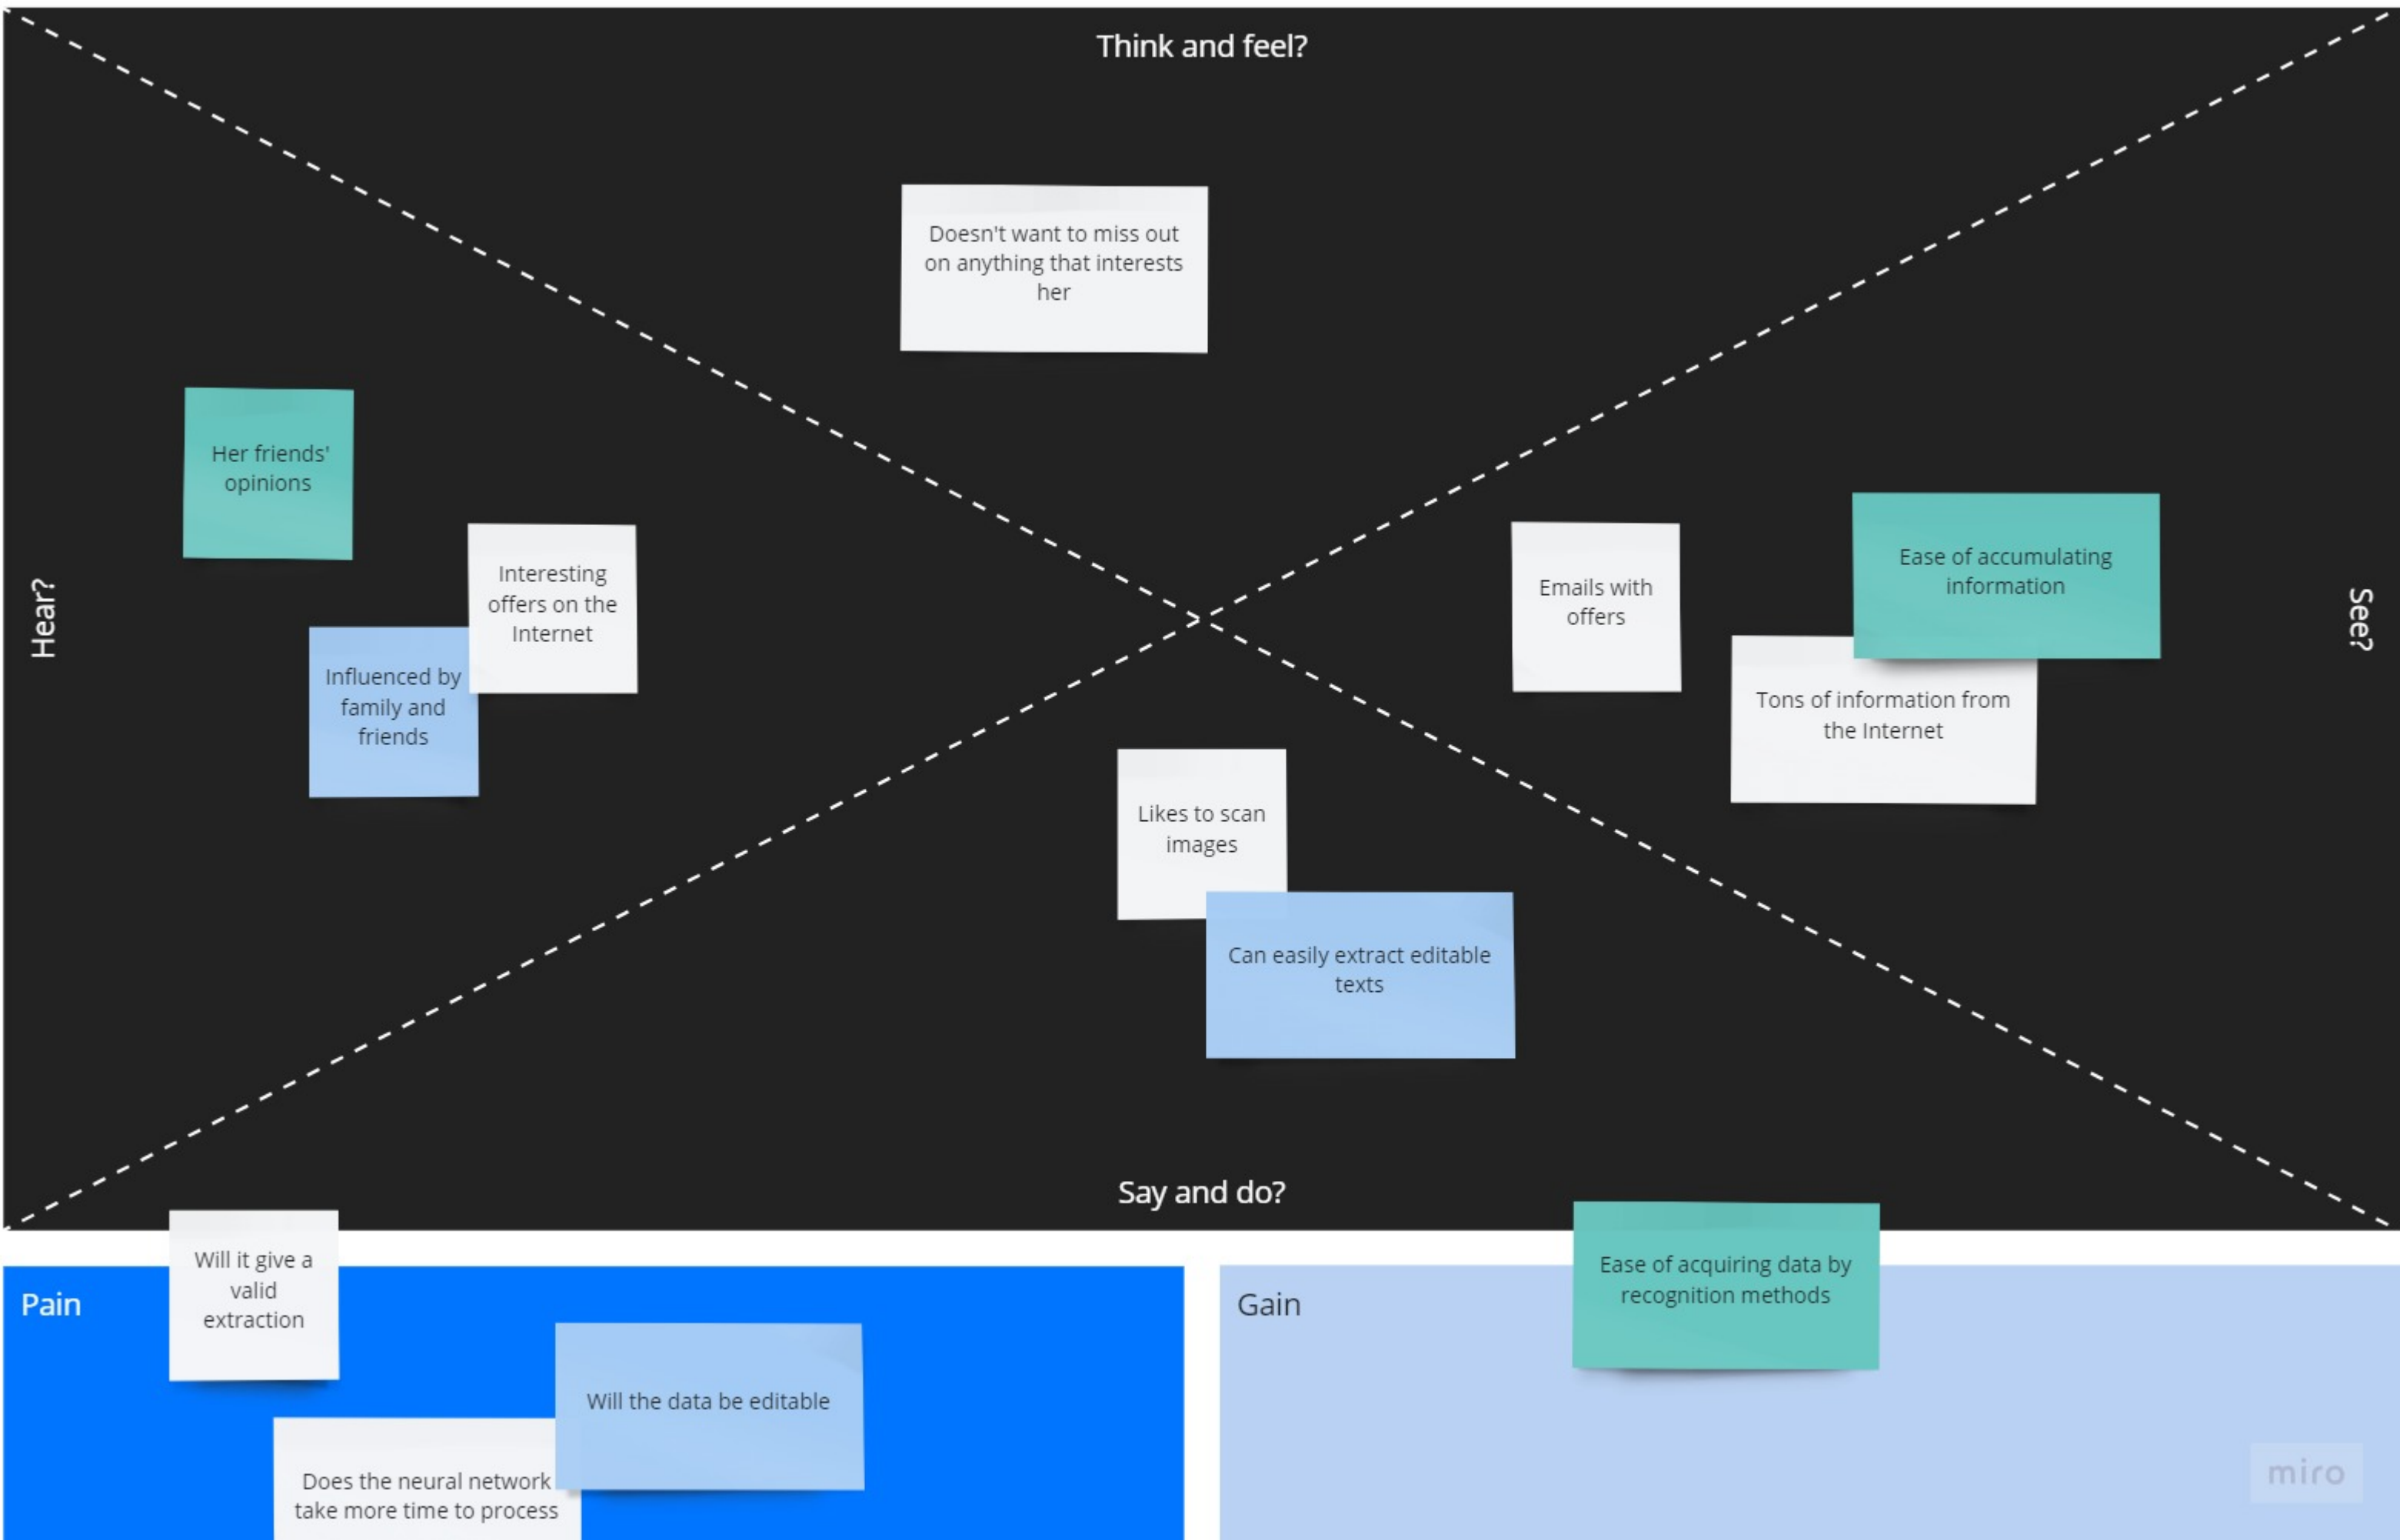 Think and feel?
Doesn't want to miss out
on anything that interests
her
Her friends'
opinions
Interesting
offers on the
Internet
Influenced by
family and
friends
Hear?
Emails with
offers
Ease of accumulating
information
Tons of information from
the Internet
See?
Likes to scan
images
Can easily extract editable
texts
Say and do?
Pain
Will it give a
valid
extraction
Will the data be editable
Does the neural network
take more time to process
Gain
Ease of acquiring data by
recognition methods
miro